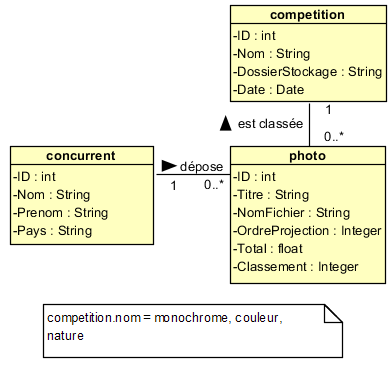 competition
-ID : int
-Nom : String
-DossierStockage : String
-Date : Date
est classée
1
0..*
concurrent
-ID : int
-Nom : String
-Prenom : String
-Pays : String
dépose
1
0..*
photo
-ID : int
-Titre : String
-NomFichier : String
-OrdreProjection : Integer
-Total : float
-Classement : Integer
competition.nom = monochrome, couleur,
nature